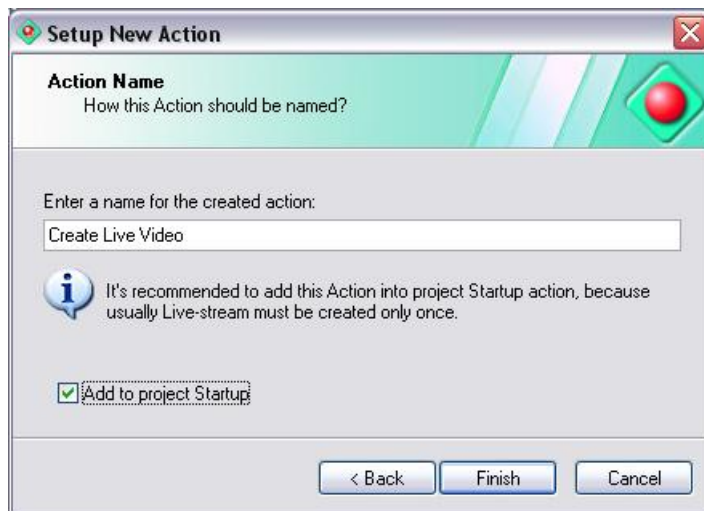 Setup New Action
Action Name
How this Action should be named?
Enter a name for the created action:
Create Live Video
It's recommended to add this Action into project Startup action, because
usually Live-stream must be created only once.
Add to project Startup
< Back
Finish
Cancel